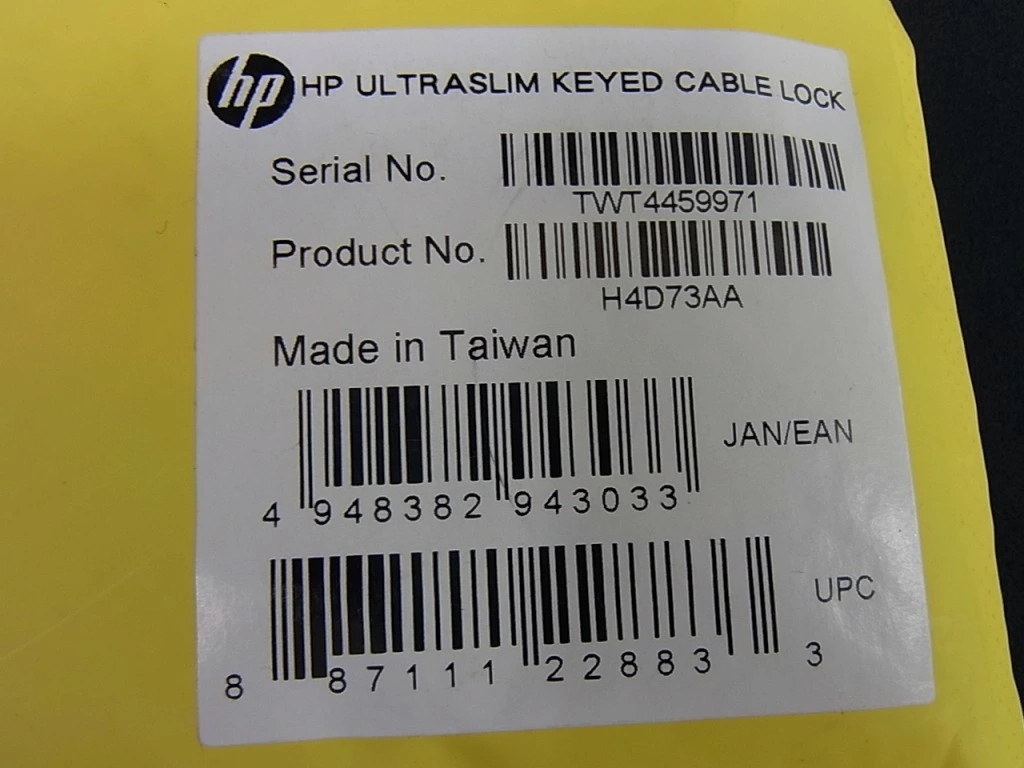 hp HP ULTRASLIM KEYED CABLE LOCK
Serial No.
TWT4459971
Product No.
H4D73AA
Made in Taiwan
JAN/EAN
4 948382 943033
UPC
8 87111 22883 3